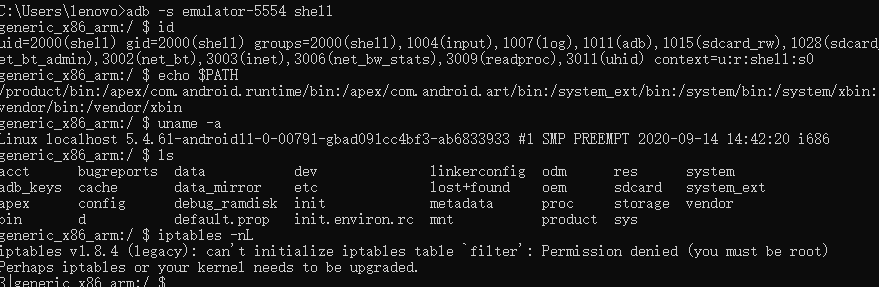 C:\Users\lenovo>adb -s emulator-5554 shell
generic_x86_arm:/ $ id
uid=2000(shell) gid=2000(shell) groups=2000(shell),1004(input),1007(log),1011(adb),1015(sdcard_rw),1028(sdcard
et_bt_admin),3002(net_bt),3003(inet),3006(net_bw_stats),3009(readproc),3011(uhid) context=u:r:shell:s0
generic_x86_arm:/ $ echo $PATH
/product/bin:/apex/com.android.runtime/bin:/apex/com.android.art/bin:/system_ext/bin:/system/bin:/system/xbin:
vendor/bin:/vendor/xbin
generic_x86_arm:/ $ uname -a
Linux localhost 5.4.61-android11-0-00791-gbad091cc4bf3-ab6833933 #1 SMP PREEMPT 2020-09-14 14:42:20 i686
generic_x86_arm:/ $ ls
acct bugreports data dev linkerconfig odm res system
adb_keys cache data_mirror etc lost+found oem sdcard system_ext
apex config debug_ramdisk init metadata proc storage vendor
bin d default.prop init.environ.rc mnt product sys
generic_x86_arm:/ $ iptables -nL
iptables v1.8.4 (legacy): can't initialize iptables table `filter': Permission denied (you must be root)
Perhaps iptables or your kernel needs to be upgraded.
3|generic_x86_arm:/ $